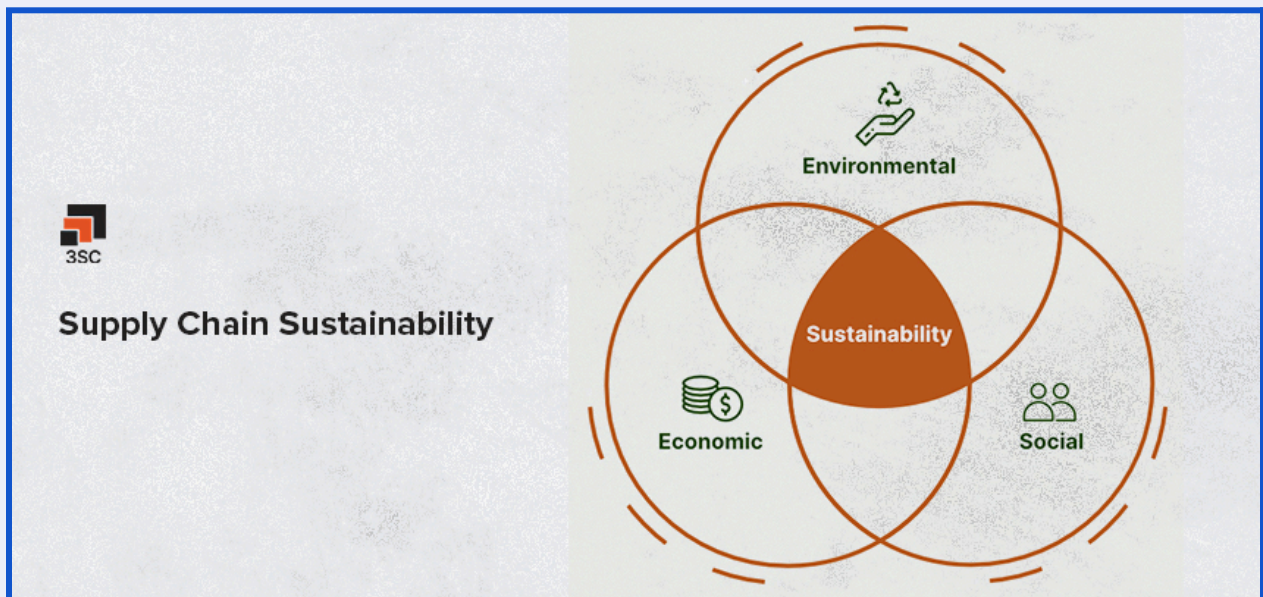 3SC
Supply Chain Sustainability
Environmental
Sustainability
$
Economic
Social